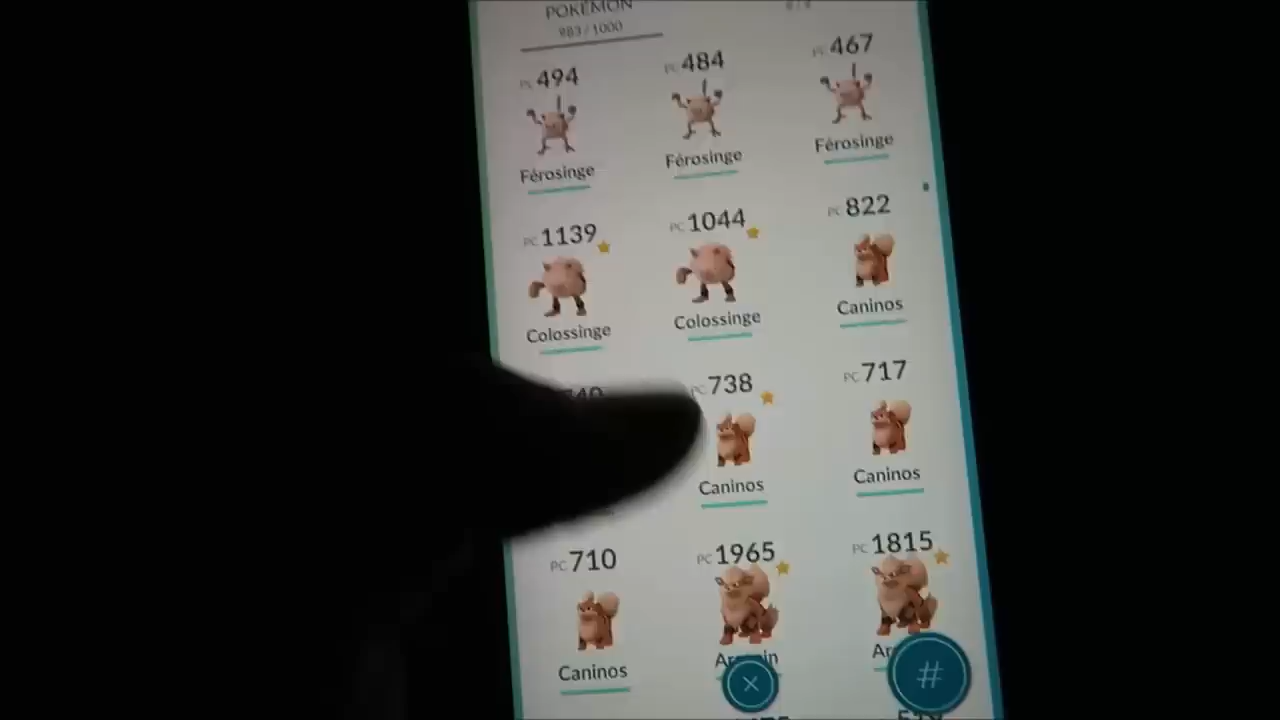 POKÉMON
983 / 1000
PC 494
PC 484
PC 467
Férosinge
Férosinge
Férosinge
PC 1139
PC 1044
PC 822
Colossinge
Colossinge
Caninos
PC 738
PC 717
Caninos
Caninos
PC 710
PC 1965
PC 1815
Caninos
#